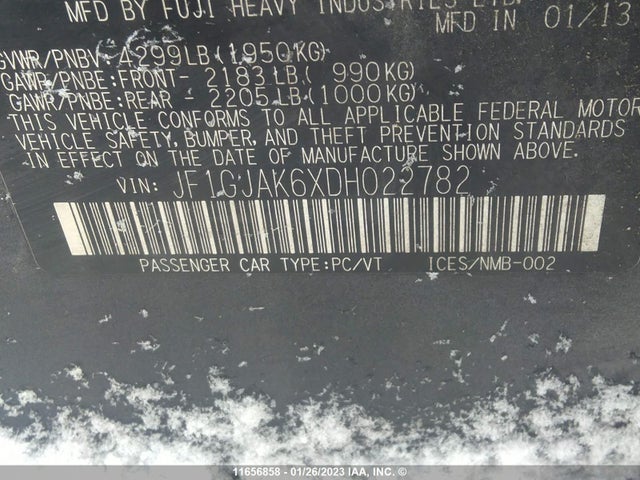 MFD BY FUJI HEAVY INDUSTRIES LTD.
MFD IN 01/13
GVWR/PNBV 4299LB(1950KG)
GAWR/PNBE:FRONT- 2183LB( 990KG)
GAWR/PNBE:REAR - 2205LB(1000KG)
THIS VEHICLE CONFORMS TO ALL APPLICABLE FEDERAL MOTOR
VEHICLE SAFETY, BUMPER, AND THEFT PREVENTION STANDARDS
IN EFFECT ON THE DATE OF MANUFACTURE SHOWN ABOVE.
VIN: JF1GJAK6XDH022782
PASSENGER CAR TYPE:PC/VT ICES/NMB-002
11656858 - 01/26/2023 IAA, INC. ©